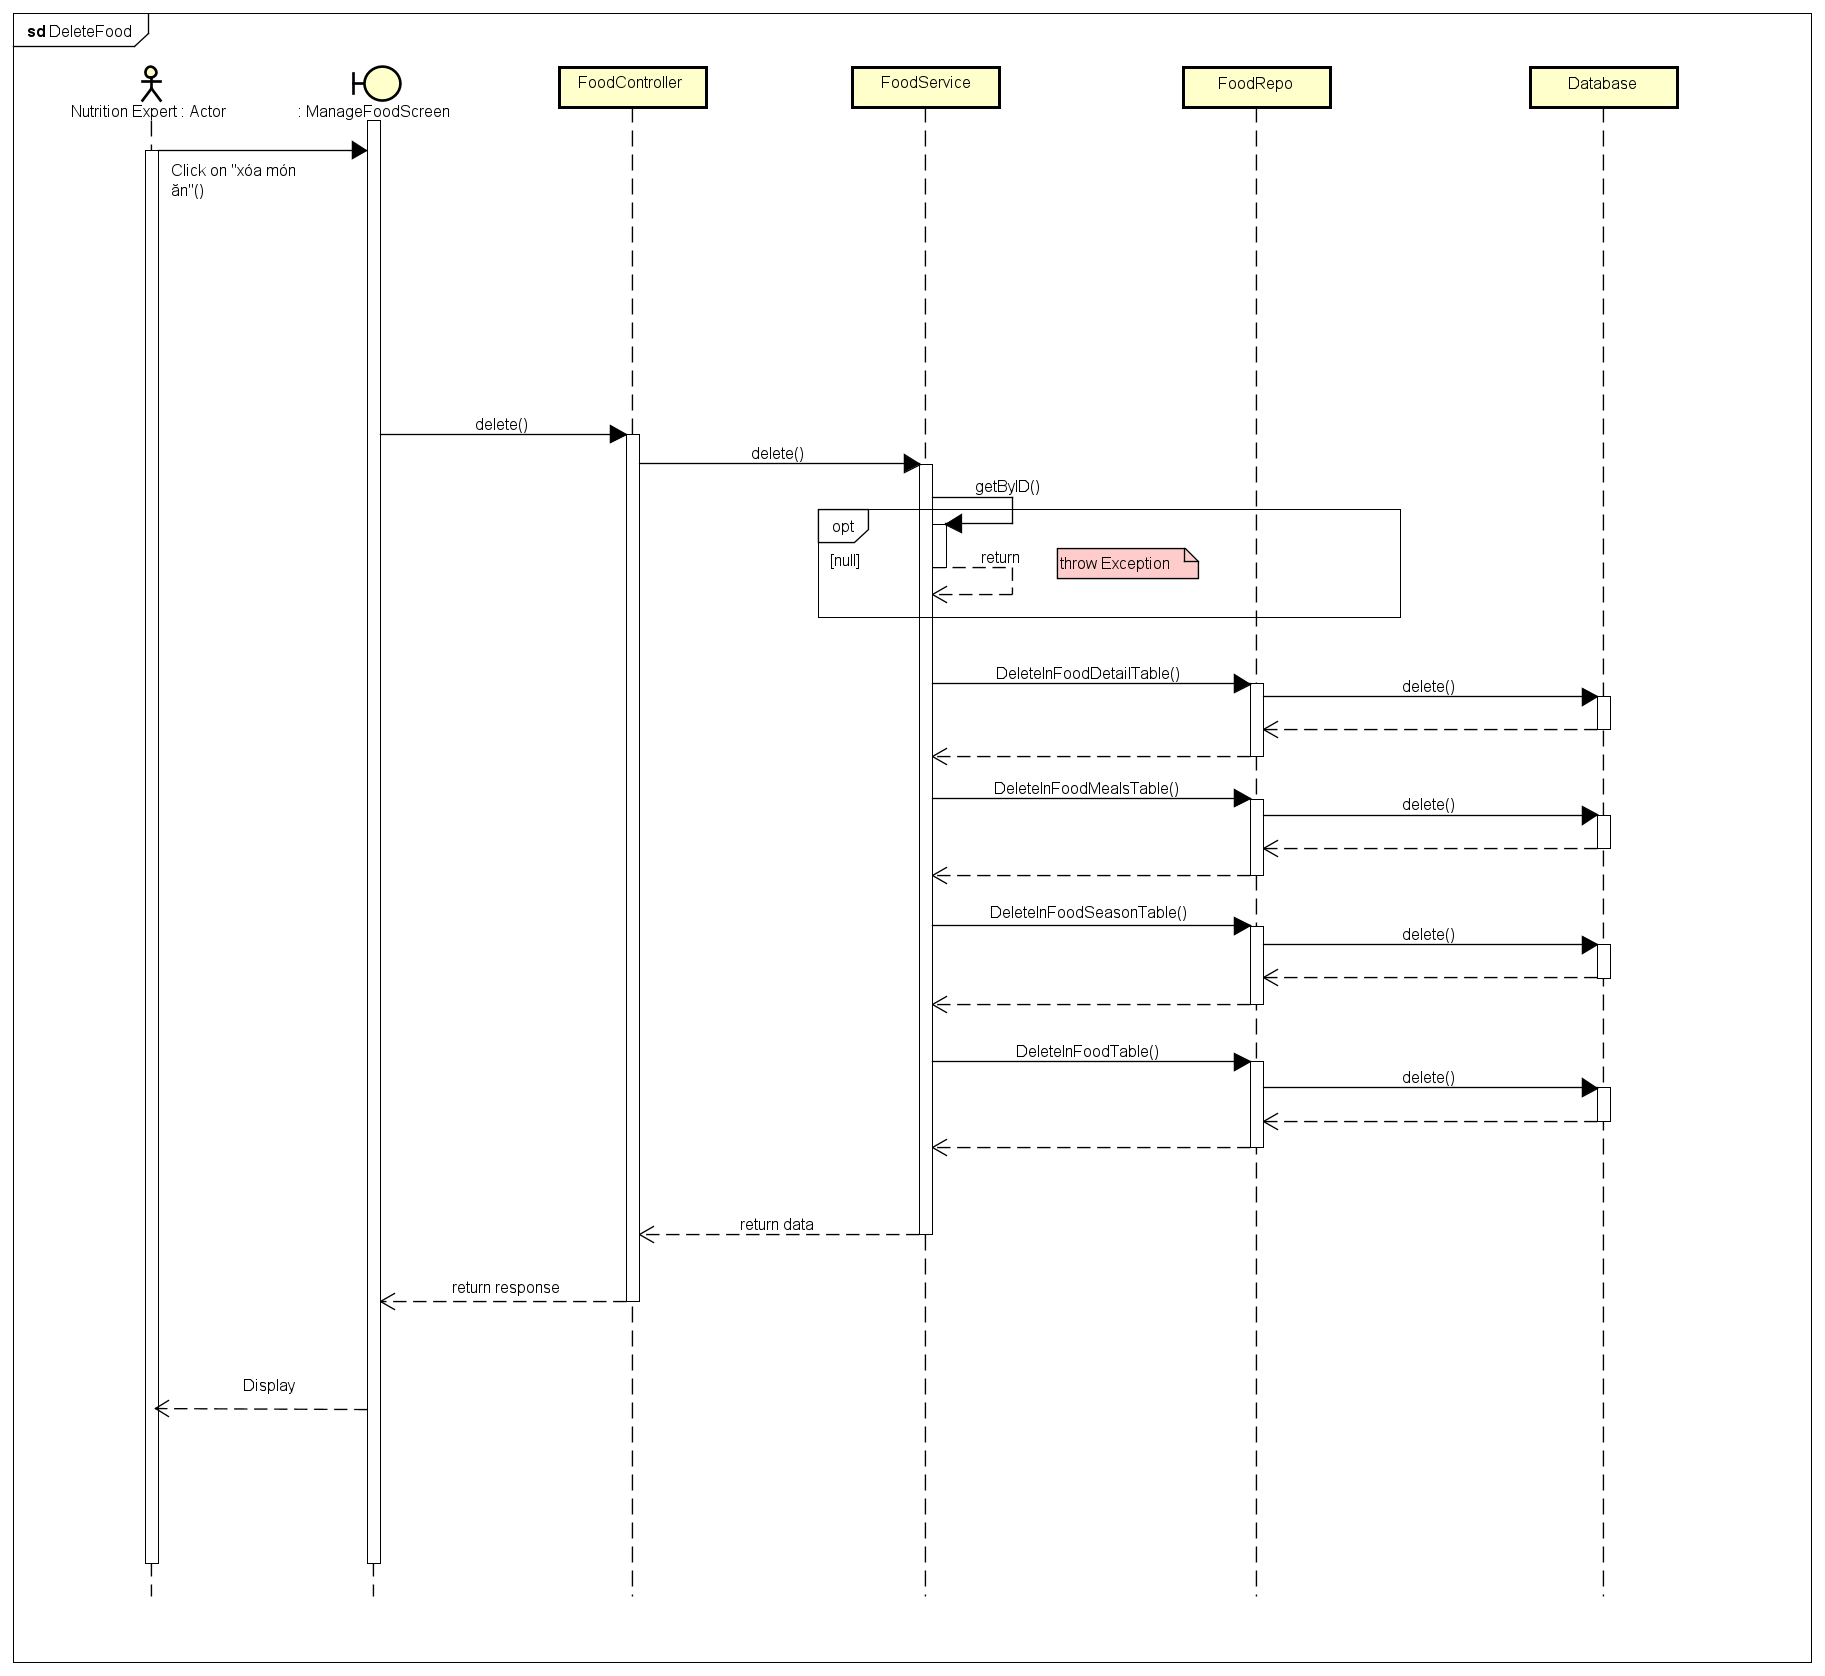 sd DeleteFood
Nutrition Expert : Actor
: ManageFoodScreen
FoodController
FoodService
FoodRepo
Database
Click on "xóa món
ăn"()
delete()
delete()
getByID()
opt
[null]
return
throw Exception
DeleteInFoodDetailTable()
delete()
DeleteInFoodMealsTable()
delete()
DeleteInFoodSeasonTable()
delete()
DeleteInFoodTable()
delete()
return data
return response
Display